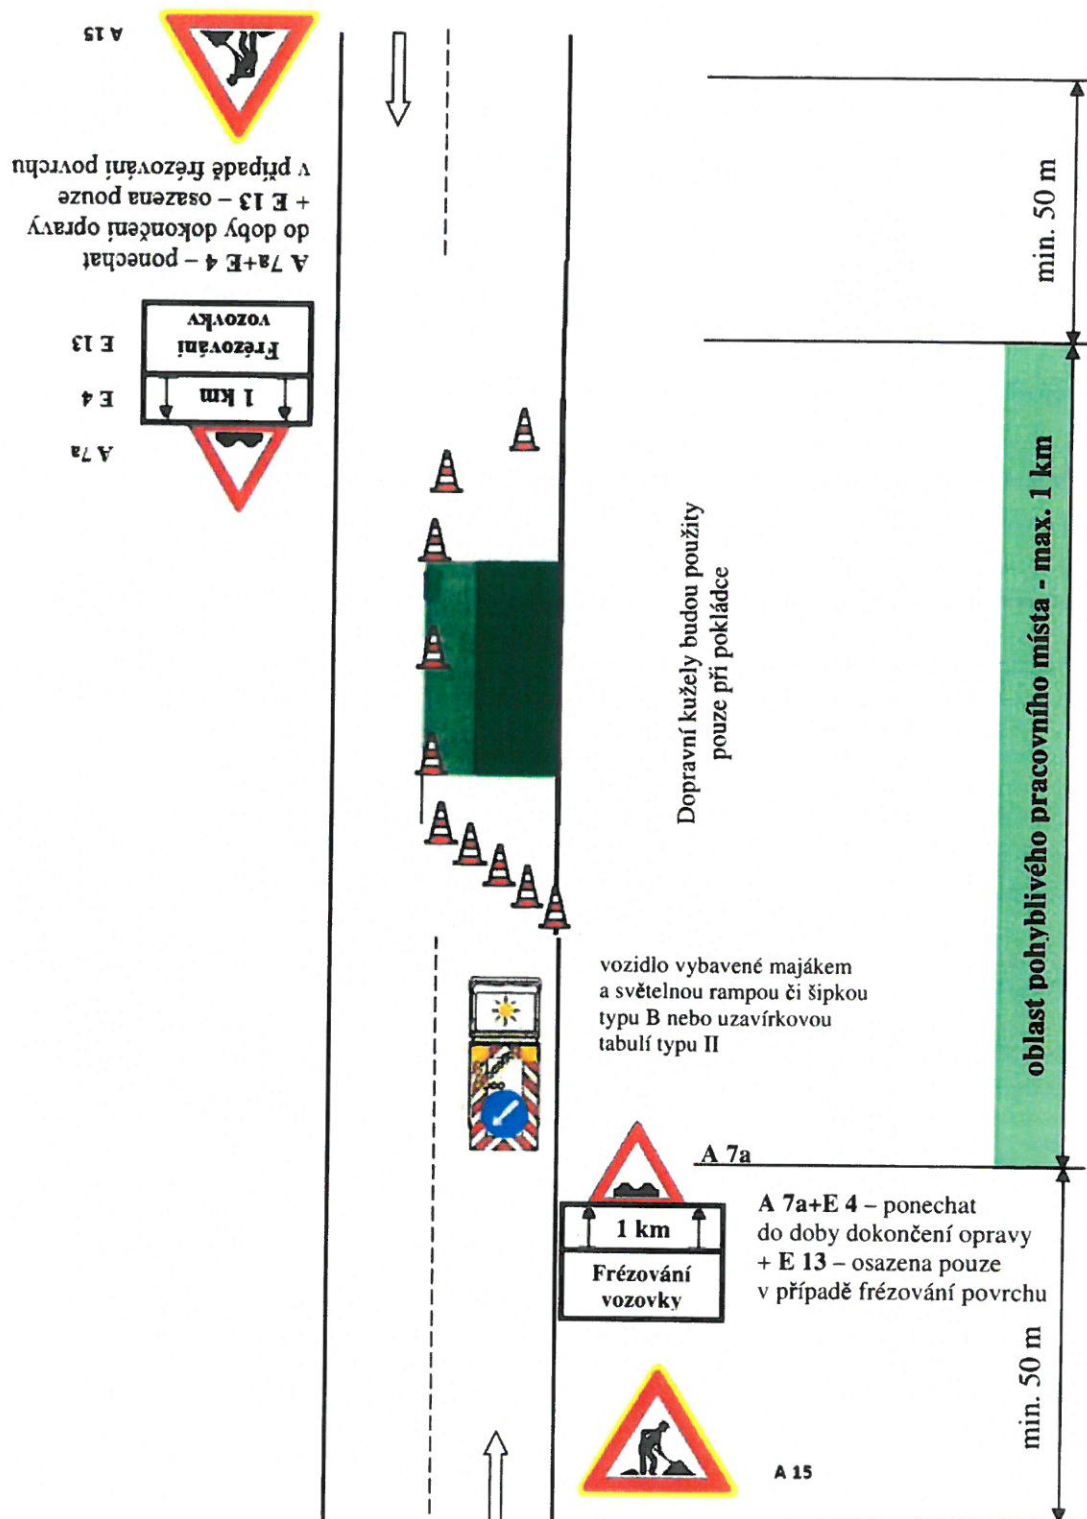 A 15
A 7a+E 4 – ponechat
do doby dokončení opravy
+ E 13 – osazena pouze
v případě frézování povrchu
A 7a
E 4
1 km
E 13
Frézování
vozovky
min. 50 m
oblast pohyblivého pracovního místa - max. 1 km
Dopravní kužely budou použity
pouze při pokládce
vozidlo vybavené majákem
a světelnou rampou či šipkou
typu B nebo uzavírkovou
tabulí typu II
A 7a
1 km
Frézování
vozovky
A 7a+E 4 – ponechat
do doby dokončení opravy
+ E 13 – osazena pouze
v případě frézování povrchu
min. 50 m
A 15